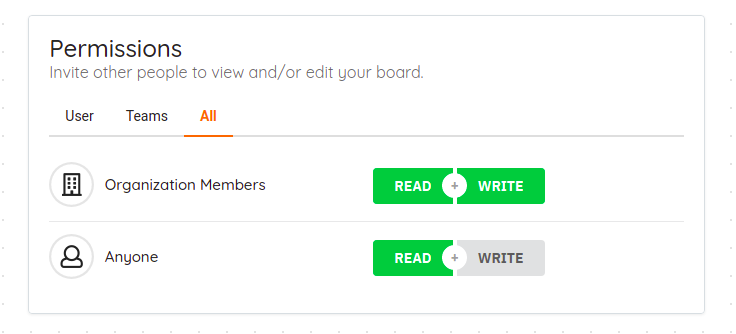 Permissions
Invite other people to view and/or edit your board.
User Teams All
Organization Members READ + WRITE
Anyone READ + WRITE